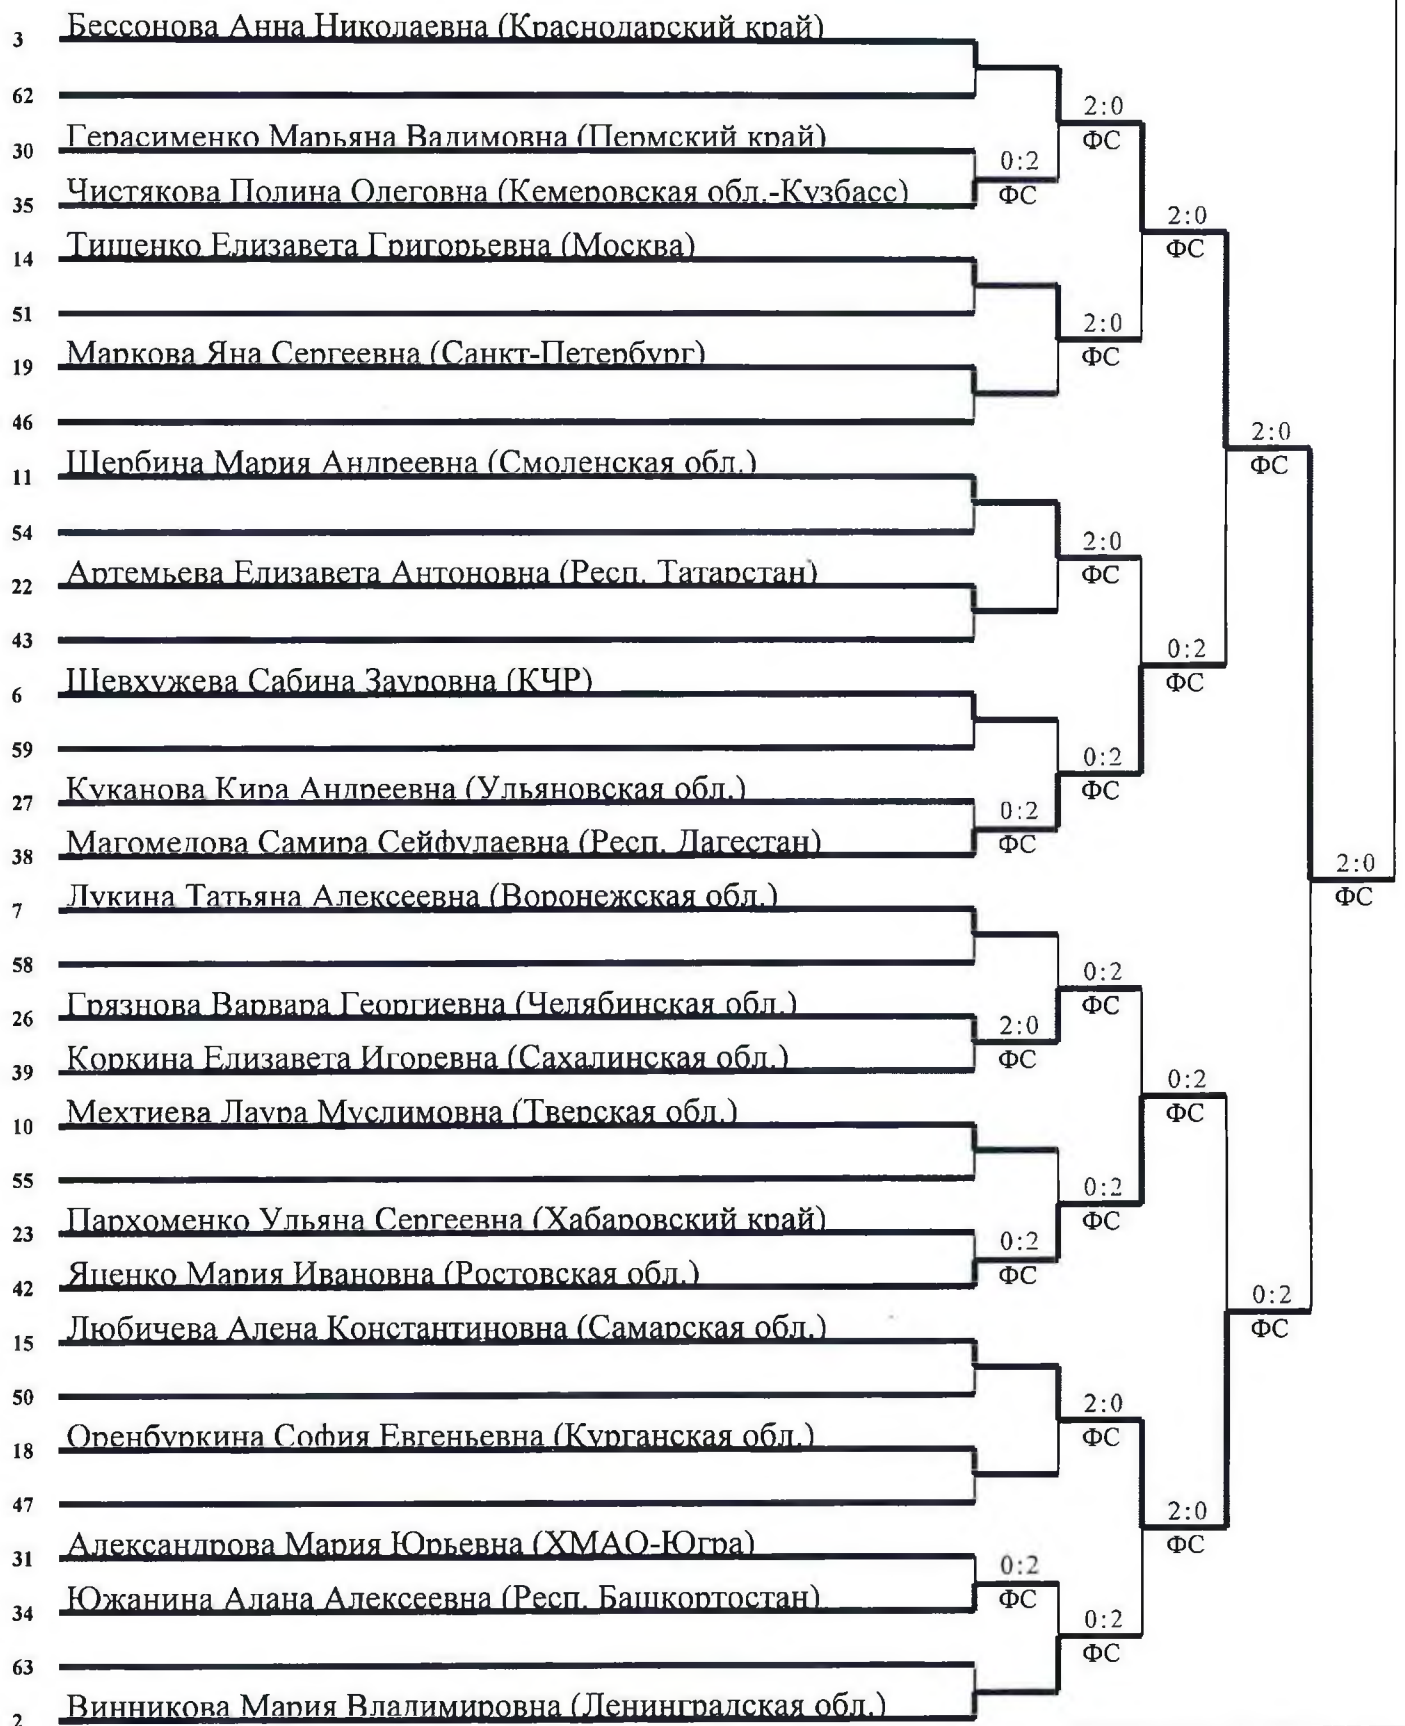 3 Бессонова Анна Николаевна (Краснодарский край)
62
2:0
ФС
30 Герасименко Марьяна Вадимовна (Пермский край)
0:2
ФС
35 Чистякова Полина Олеговна (Кемеровская обл.-Кузбасс)
2:0
ФС
14 Тищенко Елизавета Григорьевна (Москва)
51
2:0
ФС
19 Маркова Яна Сергеевна (Санкт-Петербург)
46
2:0
ФС
11 Щербина Мария Андреевна (Смоленская обл.)
54
2:0
ФС
22 Артемьева Елизавета Антоновна (Респ. Татарстан)
43
0:2
ФС
6 Шевхужева Сабина Зауровна (КЧР)
59
0:2
ФС
27 Куканова Кира Андреевна (Ульяновская обл.)
0:2
ФС
38 Магомедова Самира Сейфулаевна (Респ. Дагестан)
2:0
ФС
7 Лукина Татьяна Алексеевна (Воронежская обл.)
58
0:2
ФС
26 Грязнова Варвара Георгиевна (Челябинская обл.)
2:0
ФС
39 Коркина Елизавета Игоревна (Сахалинская обл.)
0:2
ФС
10 Мехтиева Лаура Муслимовна (Тверская обл.)
55
0:2
ФС
23 Пархоменко Ульяна Сергеевна (Хабаровский край)
0:2
ФС
42 Яценко Мария Ивановна (Ростовская обл.)
0:2
ФС
15 Любичева Алена Константиновна (Самарская обл.)
50
2:0
ФС
18 Оренбуркина София Евгеньевна (Курганская обл.)
47
2:0
ФС
31 Александрова Мария Юрьевна (ХМАО-Югра)
0:2
ФС
34 Южанина Алана Алексеевна (Респ. Башкортостан)
0:2
ФС
63
2 Винникова Мария Владимировна (Ленинградская обл.)